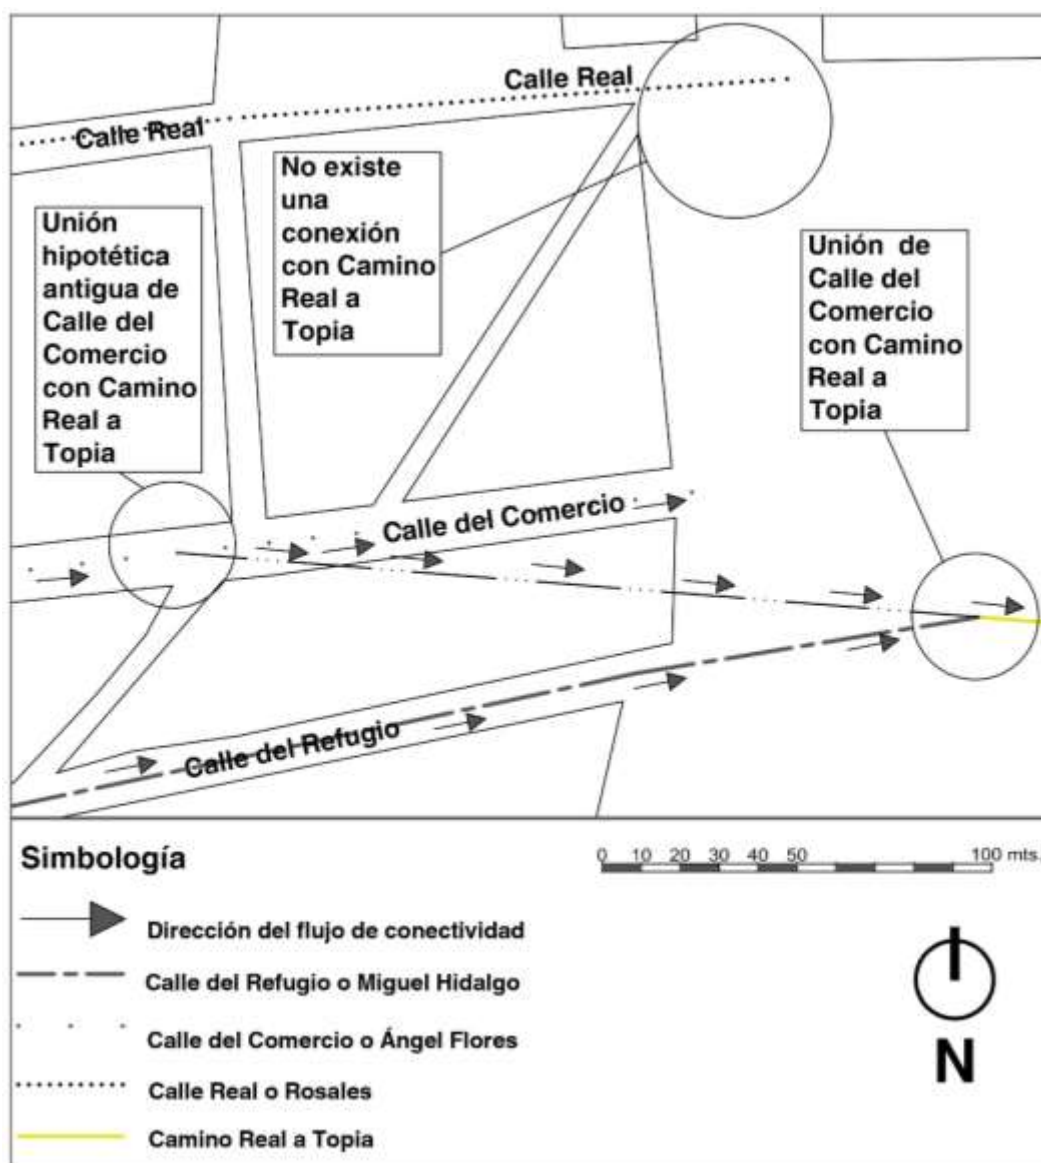 Calle Real
Calle Real
No existe
una
conexión
con Camino
Real a
Topia
Unión
hipotética
antigua de
Calle del
Comercio
con Camino
Real a
Topia
Unión de
Calle del
Comercio
con Camino
Real a
Topia
Calle del Comercio
Calle del Refugio
Simbología
0 10 20 30 40 50 100 mts.
Dirección del flujo de conectividad
Calle del Refugio o Miguel Hidalgo
Calle del Comercio o Ángel Flores
Calle Real o Rosales
Camino Real a Topia
N